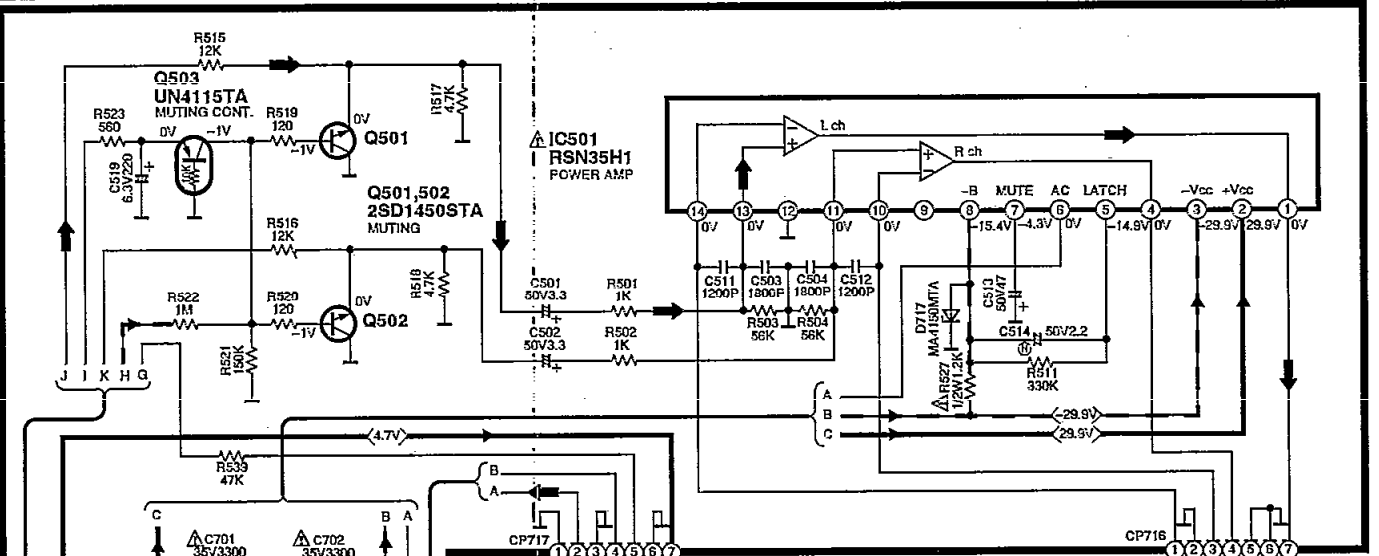 R515
12K
Q503
UN4115TA
MUTING CONT.
R523
560
0V
-1V
R519
120
-1V
0V
Q501
R517
4.7K
C519
6.3V220
+
10K
IC501
RSN35H1
POWER AMP
Q501,502
2SD1450STA
MUTING
R516
12K
R518
4.7K
R522
1M
R520
120
-1V
0V
Q502
R521
150K
J I K H G
C501
50V3.3
+
R501
1K
C502
50V3.3
+
R502
1K
L ch
- +
R ch
+ -
-B MUTE AC LATCH -Vcc +Vcc
14 13 12 11 10 9 8 7 6 5 4 3 2 1
0V 0V 0V 0V -15.4V -4.3V 0V -14.9V 0V -29.9V 29.9V 0V
C511
1200P
C503
1800P
C504
1800P
C512
1200P
R503
56K
R504
56K
D717
MA4150MTA
C513
50V47
+
C514
50V2.2
+
R511
330K
R527
1/2W1.2K
A
B
C
-29.9V
29.9V
4.7V
R539
47K
B
A
C
C701
35V3300
C702
35V3300
B A
CP717
1 2 3 4 5 6 7
CP716
1 2 3 4 5 6 7